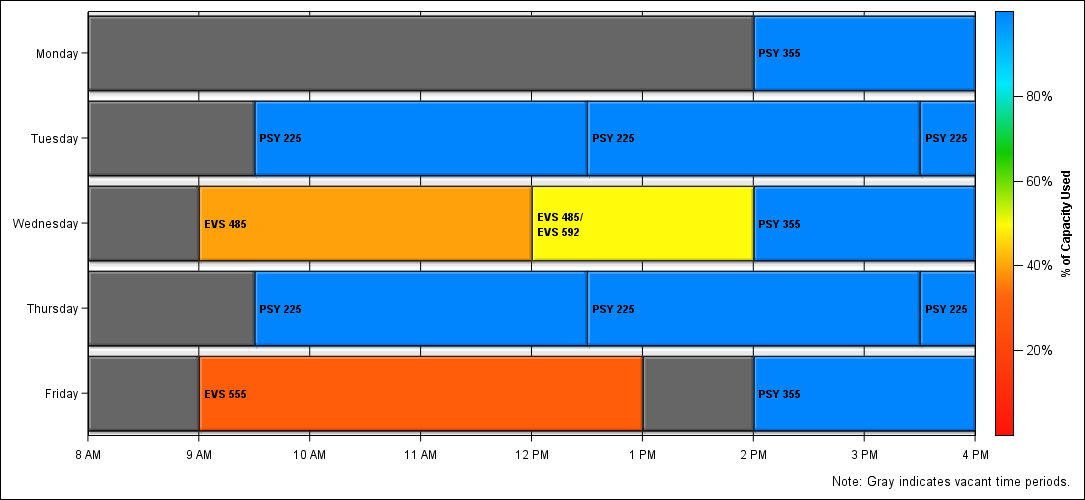 Monday
PSY 355
80%
Tuesday
PSY 225
PSY 225
PSY 225
60%
Wednesday
EVS 485
EVS 485/
EVS 592
PSY 355
% of Capacity Used
40%
Thursday
PSY 225
PSY 225
PSY 225
20%
Friday
EVS 555
PSY 355
8 AM 9 AM 10 AM 11 AM 12 PM 1 PM 2 PM 3 PM 4 PM
Note: Gray indicates vacant time periods.